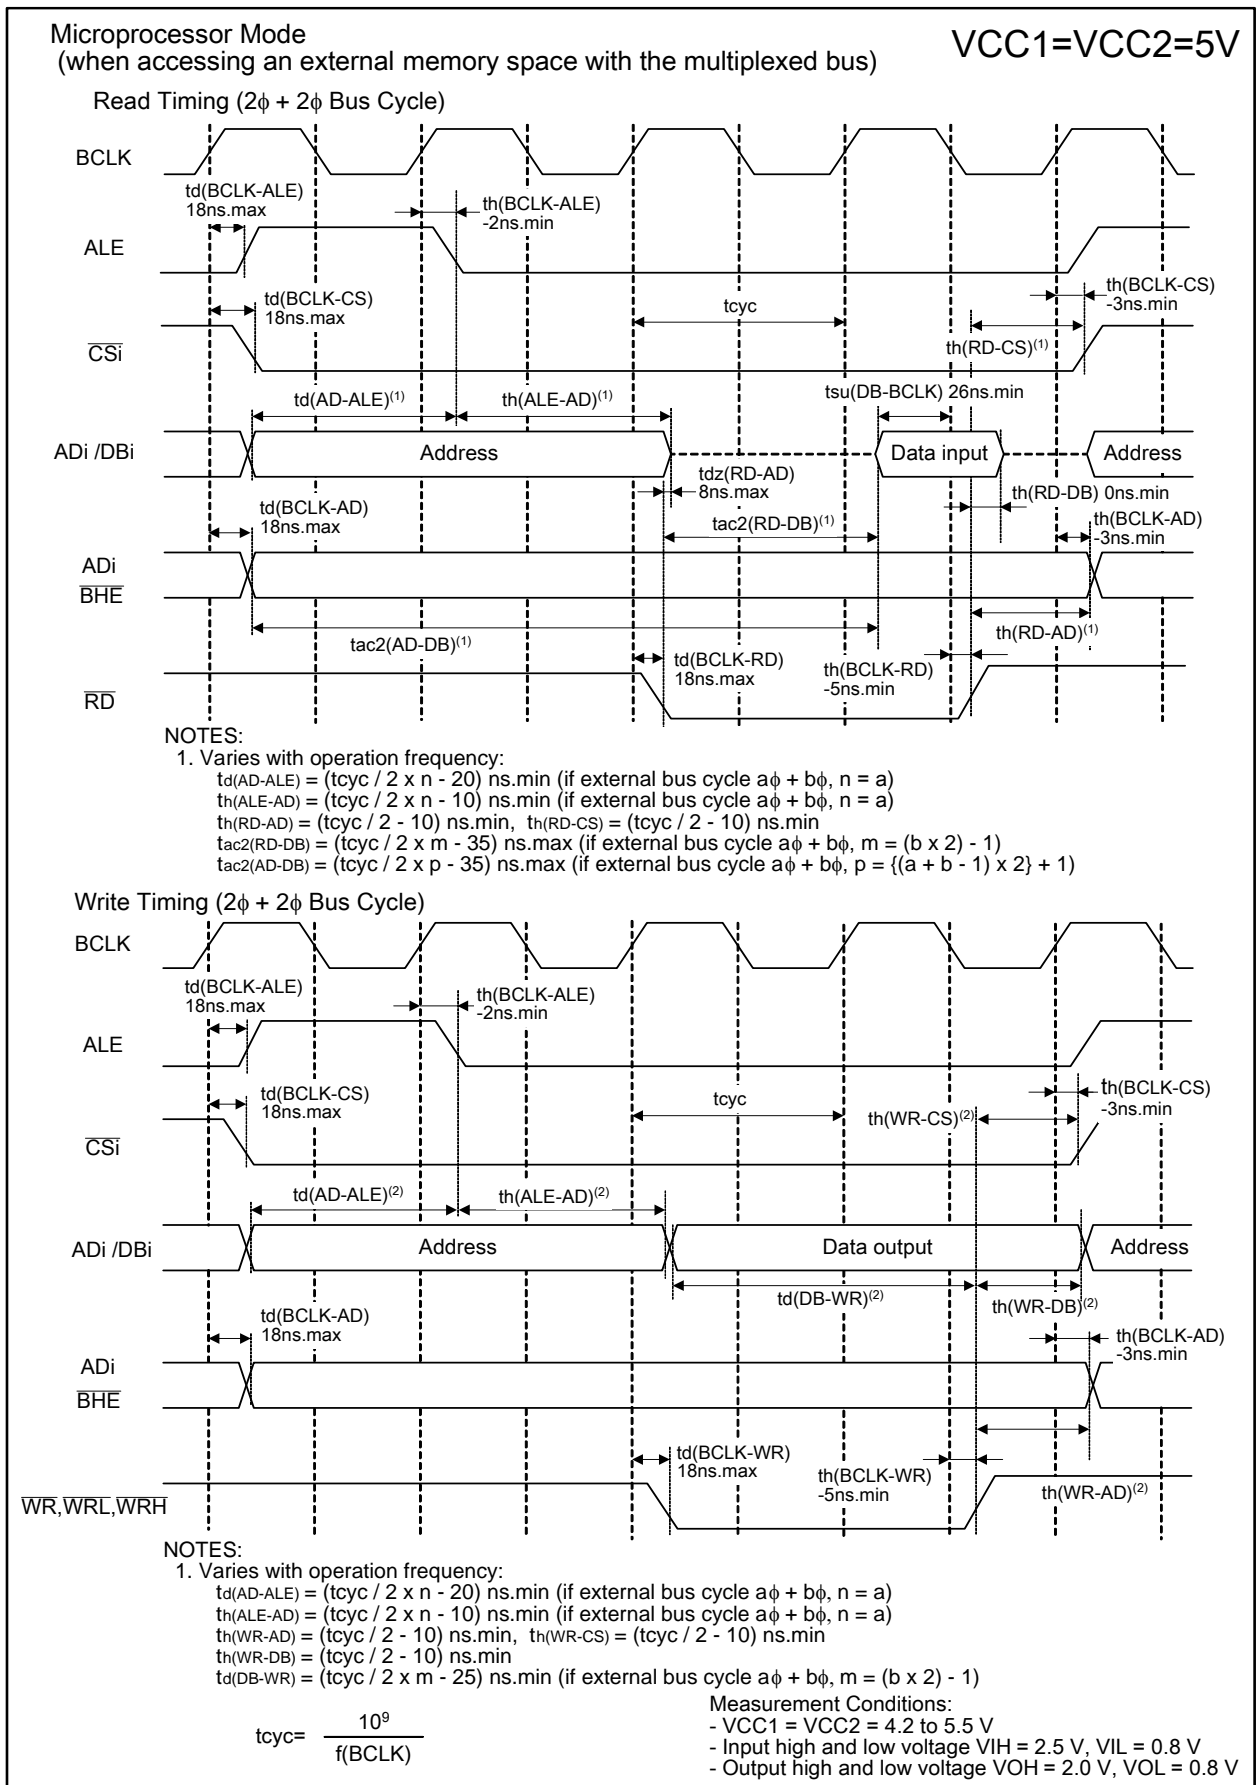 Microprocessor Mode
(when accessing an external memory space with the multiplexed bus)
VCC1=VCC2=5V
Read Timing (2ϕ + 2ϕ Bus Cycle)
BCLK
td(BCLK-ALE)
18ns.max
th(BCLK-ALE)
-2ns.min
ALE
td(BCLK-CS)
18ns.max
tcyc
th(BCLK-CS)
-3ns.min
CSi
th(RD-CS)(1)
td(AD-ALE)(1)
th(ALE-AD)(1)
tsu(DB-BCLK) 26ns.min
ADi /DBi
Address
Data input
Address
tdz(RD-AD)
8ns.max
th(RD-DB) 0ns.min
td(BCLK-AD)
18ns.max
tac2(RD-DB)(1)
th(BCLK-AD)
-3ns.min
ADi
BHE
tac2(AD-DB)(1)
th(RD-AD)(1)
td(BCLK-RD)
18ns.max
th(BCLK-RD)
-5ns.min
RD
NOTES:
1. Varies with operation frequency:
td(AD-ALE) = (tcyc / 2 x n - 20) ns.min (if external bus cycle aϕ + bϕ, n = a)
th(ALE-AD) = (tcyc / 2 x n - 10) ns.min (if external bus cycle aϕ + bϕ, n = a)
th(RD-AD) = (tcyc / 2 - 10) ns.min, th(RD-CS) = (tcyc / 2 - 10) ns.min
tac2(RD-DB) = (tcyc / 2 x m - 35) ns.max (if external bus cycle aϕ + bϕ, m = (b x 2) - 1)
tac2(AD-DB) = (tcyc / 2 x p - 35) ns.max (if external bus cycle aϕ + bϕ, p = {(a + b - 1) x 2} + 1)
Write Timing (2ϕ + 2ϕ Bus Cycle)
BCLK
td(BCLK-ALE)
18ns.max
th(BCLK-ALE)
-2ns.min
ALE
td(BCLK-CS)
18ns.max
tcyc
th(BCLK-CS)
-3ns.min
th(WR-CS)(2)
CSi
td(AD-ALE)(2)
th(ALE-AD)(2)
ADi /DBi
Address
Data output
Address
td(DB-WR)(2)
th(WR-DB)(2)
td(BCLK-AD)
18ns.max
th(BCLK-AD)
-3ns.min
ADi
BHE
td(BCLK-WR)
18ns.max
th(BCLK-WR)
-5ns.min
th(WR-AD)(2)
WR,WRL,WRH
NOTES:
1. Varies with operation frequency:
td(AD-ALE) = (tcyc / 2 x n - 20) ns.min (if external bus cycle aϕ + bϕ, n = a)
th(ALE-AD) = (tcyc / 2 x n - 10) ns.min (if external bus cycle aϕ + bϕ, n = a)
th(WR-AD) = (tcyc / 2 - 10) ns.min, th(WR-CS) = (tcyc / 2 - 10) ns.min
th(WR-DB) = (tcyc / 2 - 10) ns.min
td(DB-WR) = (tcyc / 2 x m - 25) ns.min (if external bus cycle aϕ + bϕ, m = (b x 2) - 1)
tcyc= 10⁹
f(BCLK)
Measurement Conditions:
- VCC1 = VCC2 = 4.2 to 5.5 V
- Input high and low voltage VIH = 2.5 V, VIL = 0.8 V
- Output high and low voltage VOH = 2.0 V, VOL = 0.8 V